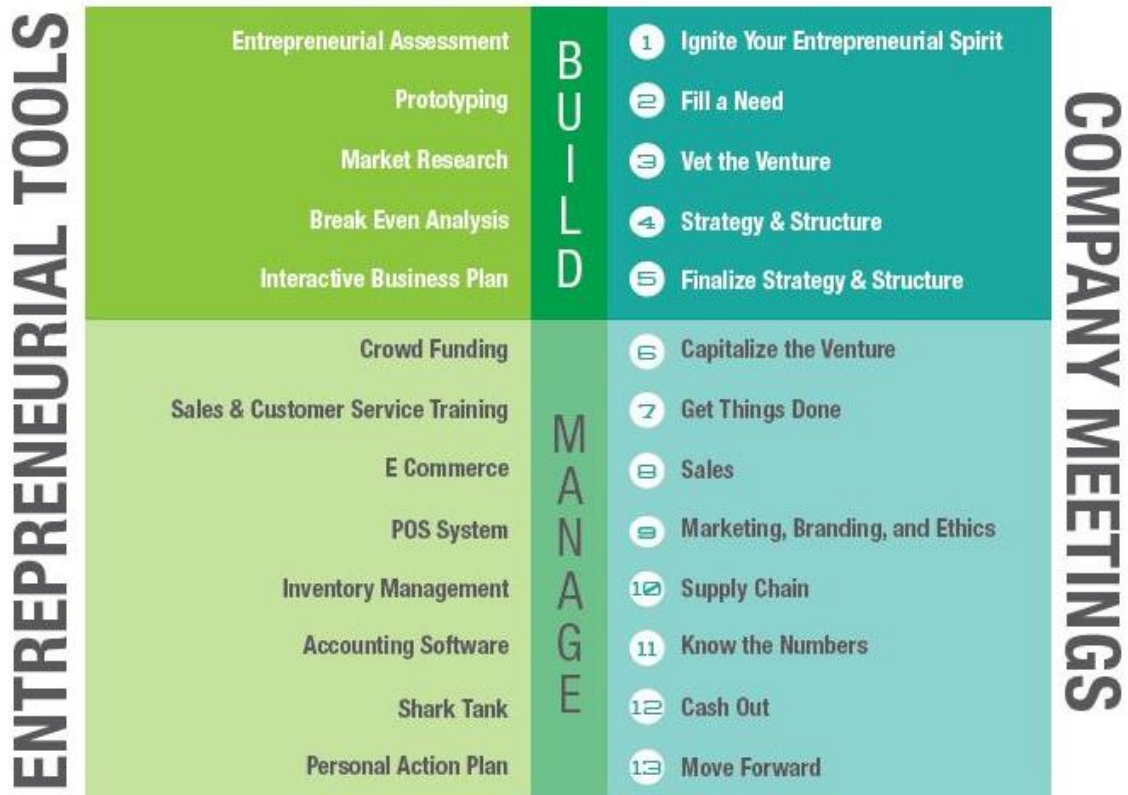 ENTREPRENEURIAL TOOLS
Entrepreneurial Assessment
Prototyping
Market Research
Break Even Analysis
Interactive Business Plan
Crowd Funding
Sales & Customer Service Training
E Commerce
POS System
Inventory Management
Accounting Software
Shark Tank
Personal Action Plan
BUILD
MANAGE
1 Ignite Your Entrepreneurial Spirit
2 Fill a Need
3 Vet the Venture
4 Strategy & Structure
5 Finalize Strategy & Structure
6 Capitalize the Venture
7 Get Things Done
8 Sales
9 Marketing, Branding, and Ethics
10 Supply Chain
11 Know the Numbers
12 Cash Out
13 Move Forward
COMPANY MEETINGS